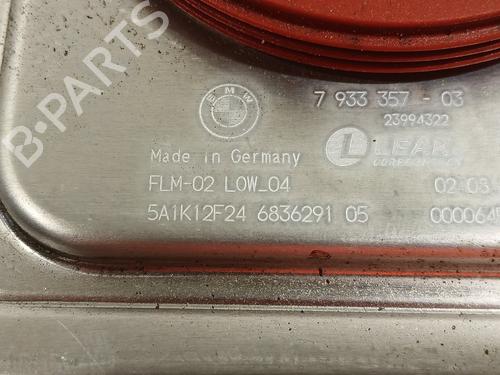 B-PARTS
BMW
7 933 357 - 03
23994322
L LEAR
CORPORATION
Made in Germany
FLM-02 LOW_04
02 03
5A1K12F24 6836291 05